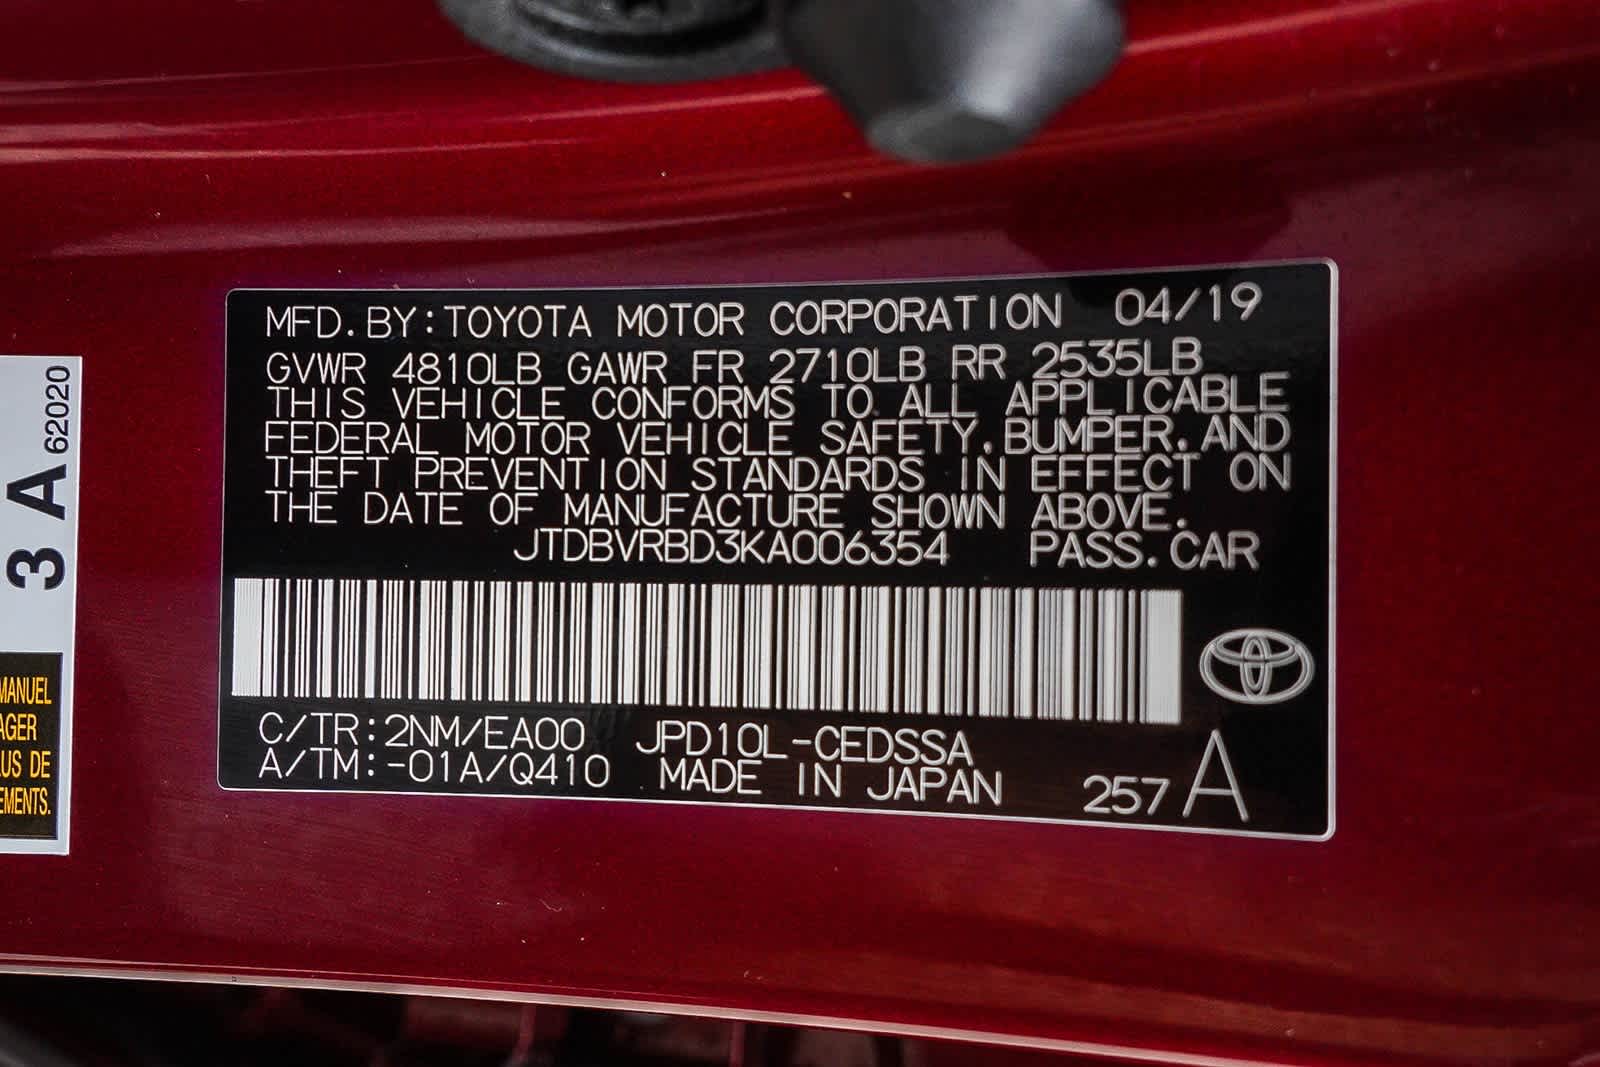 MFD. BY: TOYOTA MOTOR CORPORATION 04/19
GVWR 4810LB GAWR FR 2710LB RR 2535LB
THIS VEHICLE CONFORMS TO ALL APPLICABLE
FEDERAL MOTOR VEHICLE SAFETY, BUMPER, AND
THEFT PREVENTION STANDARDS IN EFFECT ON
THE DATE OF MANUFACTURE SHOWN ABOVE.
JTDBVRBD3KA006354 PASS. CAR
C/TR: 2NM/EA00 JPD10L-CEDSSA
A/TM: -01A/Q410 MADE IN JAPAN 257 A
3 A 62020
MANUEL
US DE